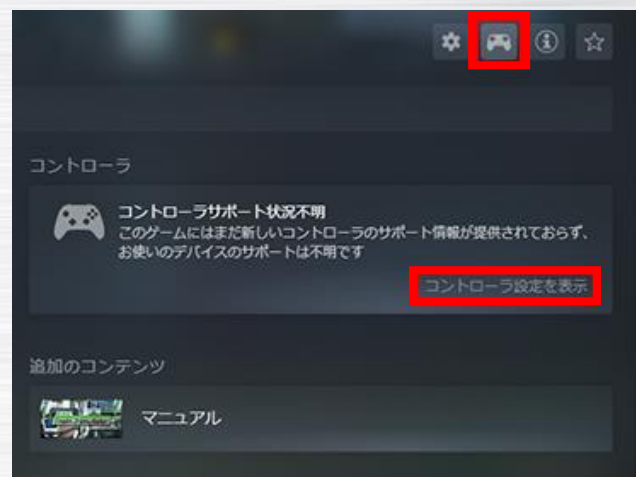 コントローラ
コントローラサポート状況不明
このゲームにはまだ新しいコントローラのサポート情報が提供されておらず、
お使いのデバイスのサポートは不明です
コントローラ設定を表示
追加のコンテンツ
マニュアル